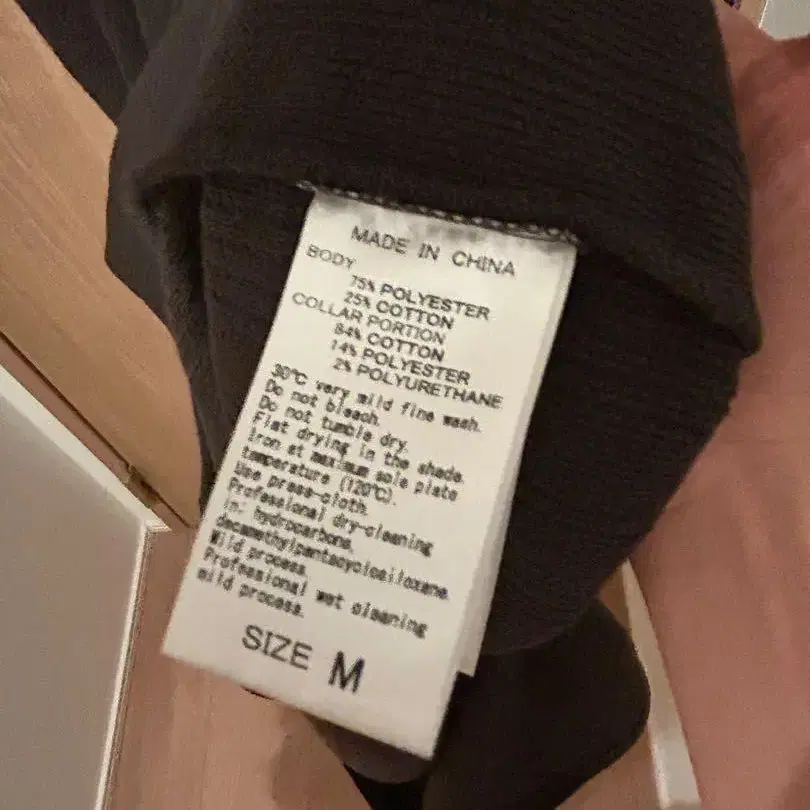 MADE IN CHINA
BODY
75% POLYESTER
25% COTTON
COLLAR PORTION
84% COTTON
14% POLYESTER
2% POLYURETHANE
30℃ very mild fine wash.
Do not bleach.
Do not tumble dry.
Flat drying in the shade.
Iron at maximum sole plate
temperature (120℃).
Use press-cloth.
Professional dry-cleaning
in: hydrocarbons,
decamethylpentacyclosiloxane.
Mild process.
Professional wet cleaning
mild process.
SIZE M